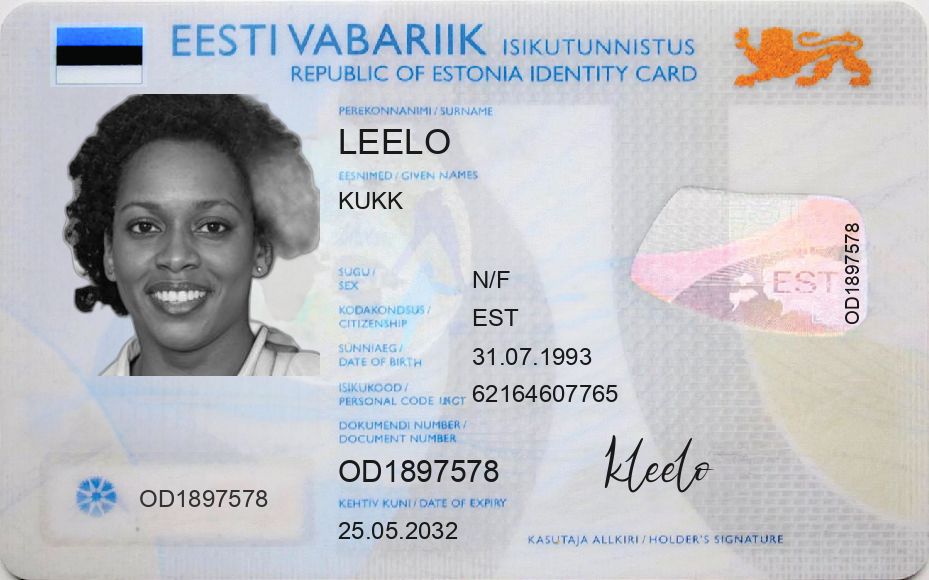 EESTI VABARIIK ISIKUTUNNISTUS
REPUBLIC OF ESTONIA IDENTITY CARD
PEREKONNANIMI / SURNAME
LEELO
EESNIMED / GIVEN NAMES
KUKK
SUGU /
SEX
N/F
KODAKONDSUS /
CITIZENSHIP
EST
SÜNNIAEG /
DATE OF BIRTH
31.07.1993
ISIKUKOOD /
PERSONAL CODE
62164607765
DOKUMENDI NUMBER /
DOCUMENT NUMBER
OD1897578
KEHTIV KUNI / DATE OF EXPIRY
25.05.2032
OD1897578
EST
OD1897578
kleelo
KASUTAJA ALLKIRI / HOLDER'S SIGNATURE